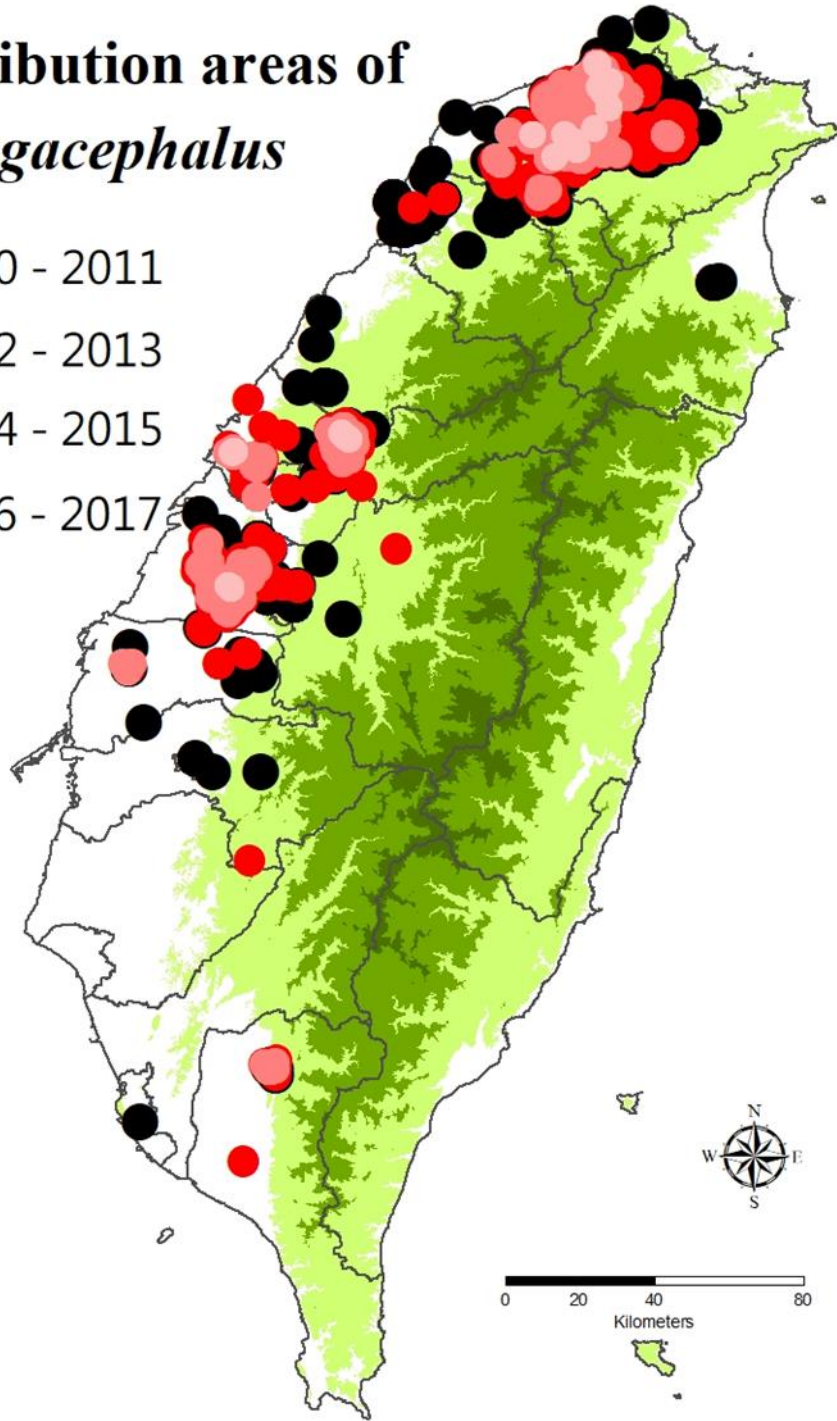 ibution areas of
gacephalus
0 - 2011
2 - 2013
4 - 2015
6 - 2017
N
W E
S
0 20 40 80
Kilometers